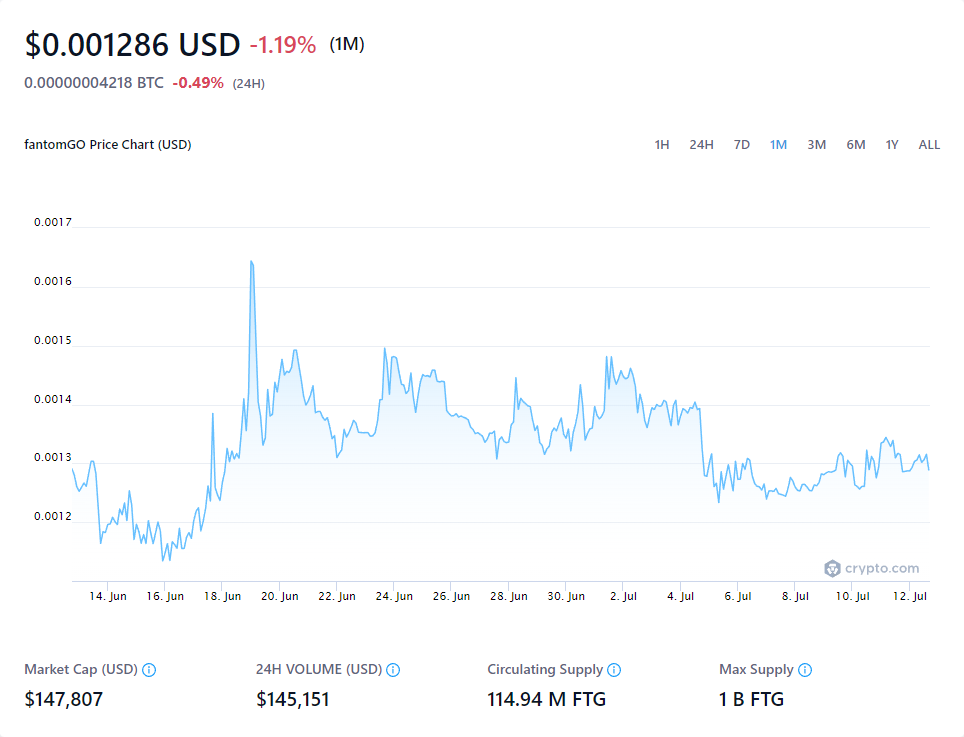 $0.001286 USD -1.19% (1M)
0.00000004218 BTC -0.49% (24H)
fantomGO Price Chart (USD) 1H 24H 7D 1M 3M 6M 1Y ALL
0.0017
0.0016
0.0015
0.0014
0.0013
0.0012
crypto.com
14. Jun 16. Jun 18. Jun 20. Jun 22. Jun 24. Jun 26. Jun 28. Jun 30. Jun 2. Jul 4. Jul 6. Jul 8. Jul 10. Jul 12. Jul
Market Cap (USD) 24H VOLUME (USD) Circulating Supply Max Supply
$147,807 $145,151 114.94 M FTG 1 B FTG